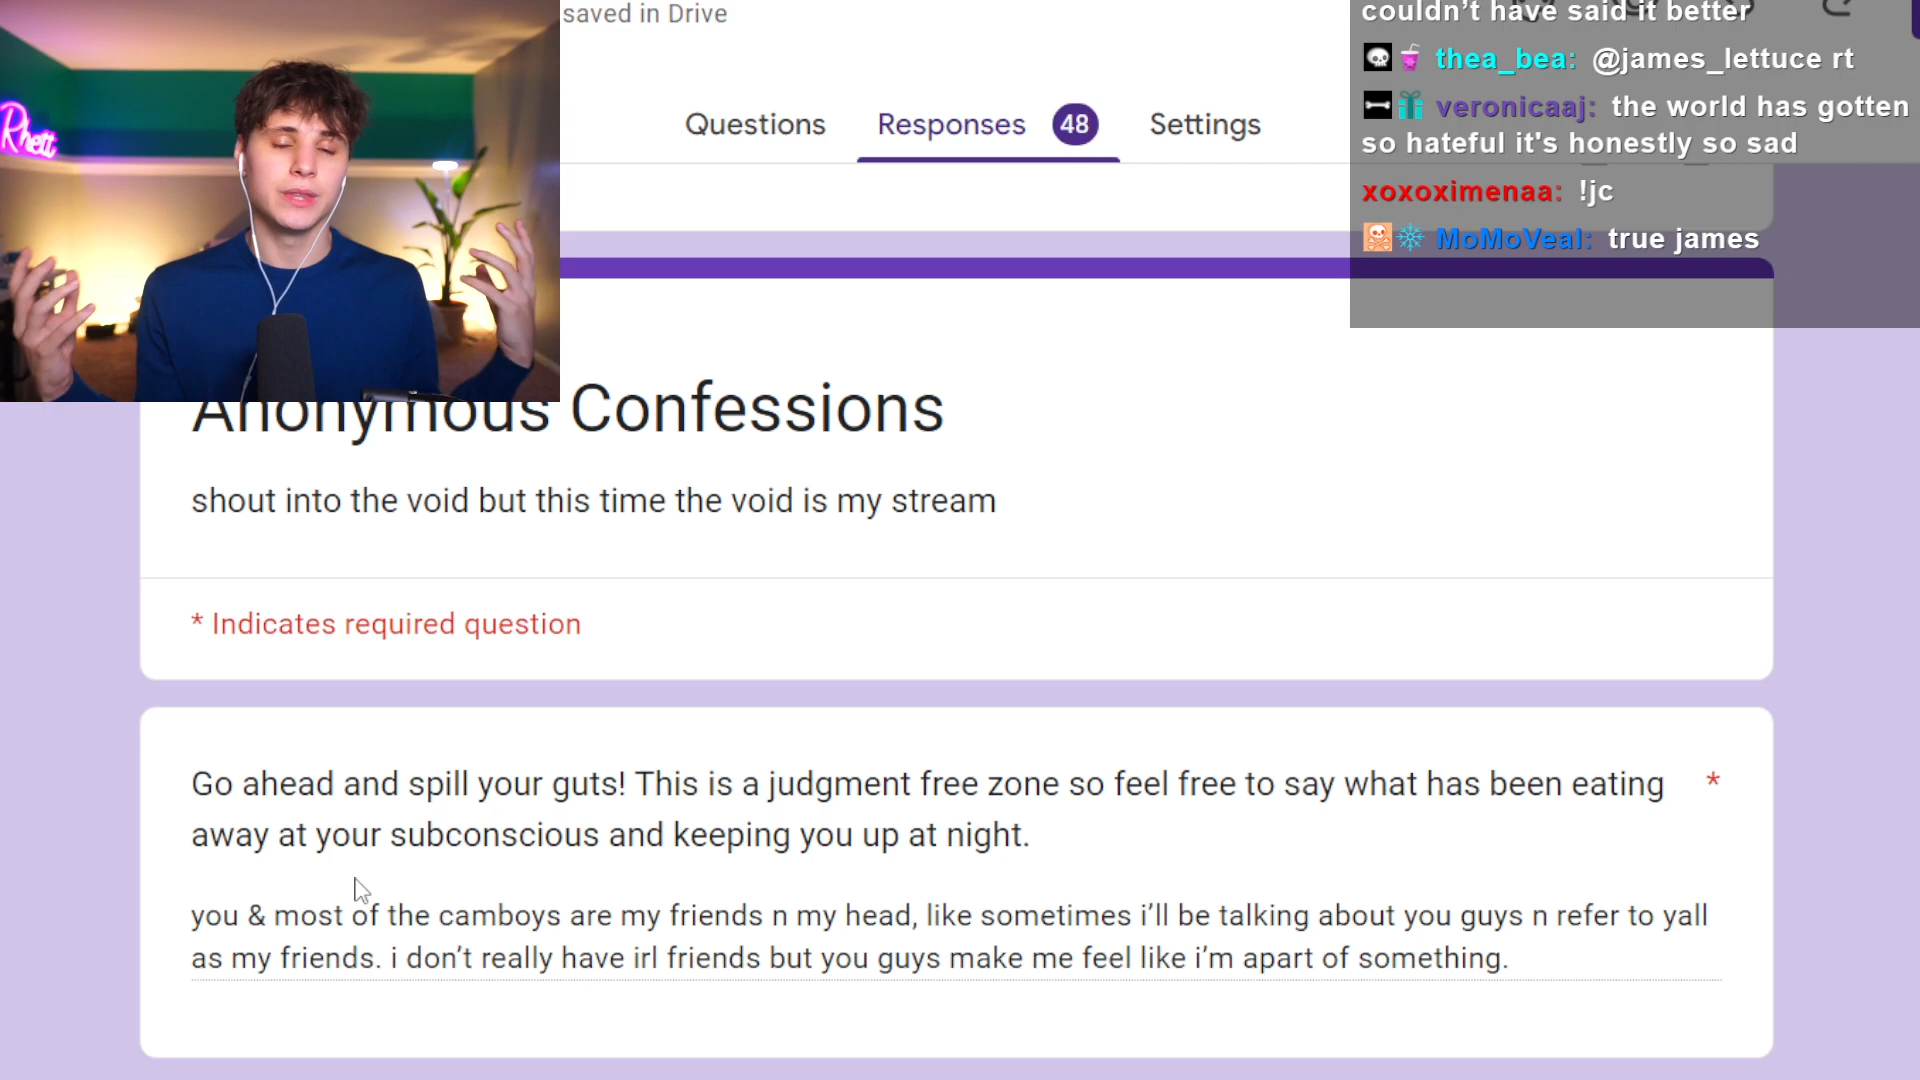 saved in Drive
couldn't have said it better
thea_bea: @james_lettuce rt
veronicaaj: the world has gotten
so hateful it's honestly so sad
xoxoximenaa: !jc
MoMoVeal: true james
Rhett
Questions Responses 48 Settings
Anonymous Confessions
shout into the void but this time the void is my stream
* Indicates required question
Go ahead and spill your guts! This is a judgment free zone so feel free to say what has been eating *
away at your subconscious and keeping you up at night.
you & most of the camboys are my friends n my head, like sometimes i’ll be talking about you guys n refer to yall
as my friends. i don’t really have irl friends but you guys make me feel like i’m apart of something.